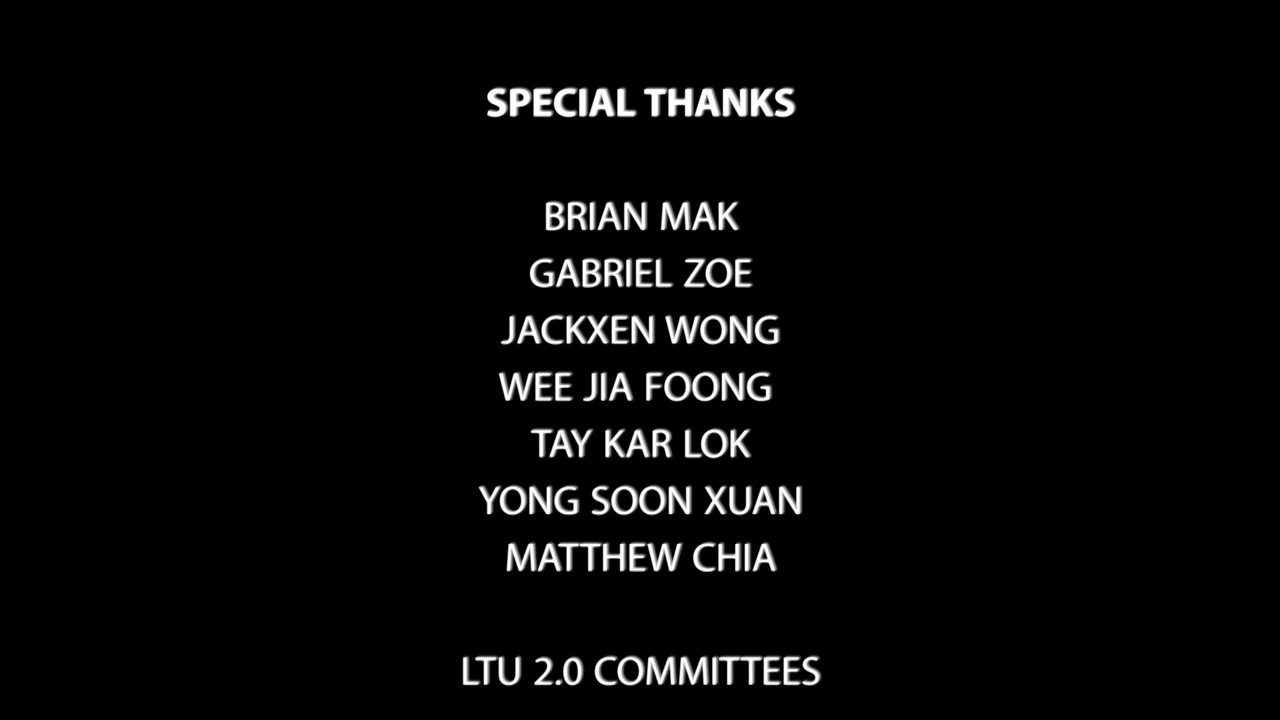 SPECIAL THANKS
BRIAN MAK
GABRIEL ZOE
JACKXEN WONG
WEE JIA FOONG
TAY KAR LOK
YONG SOON XUAN
MATTHEW CHIA
LTU 2.0 COMMITTEES